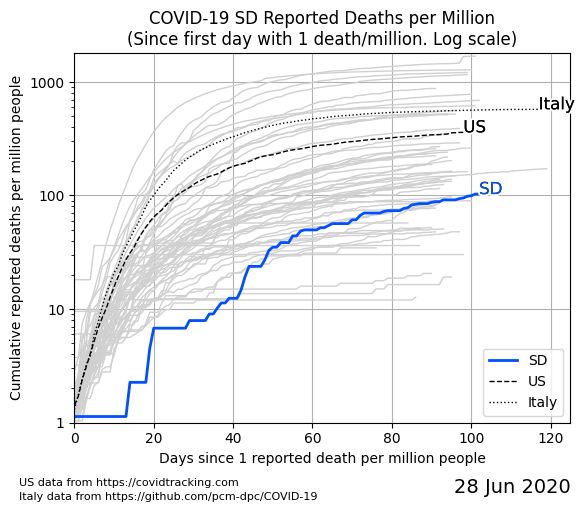 COVID-19 SD Reported Deaths per Million
(Since first day with 1 death/million. Log scale)
Cumulative reported deaths per million people
1000
100
10
1
Italy
US
SD
SD
US
Italy
0 20 40 60 80 100 120
Days since 1 reported death per million people
US data from https://covidtracking.com
Italy data from https://github.com/pcm-dpc/COVID-19
28 Jun 2020